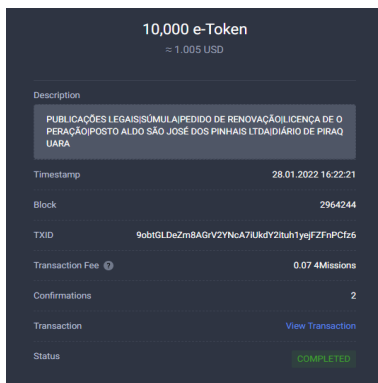 10,000 e-Token
≈ 1.005 USD
Description
PUBLICAÇÕES LEGAIS|SÚMULA|PEDIDO DE RENOVAÇÃO|LICENÇA DE O
PERAÇÃO|POSTO ALDO SÃO JOSÉ DOS PINHAIS LTDA|DIÁRIO DE PIRAQ
UARA
Timestamp 28.01.2022 16:22:21
Block 2964244
TXID 9obtGLDeZm8AGrV2YNcA7iUkdY2ituh1yejFZFnPCfz6
Transaction Fee ? 0.07 4Missions
Confirmations 2
Transaction View Transaction
Status COMPLETED